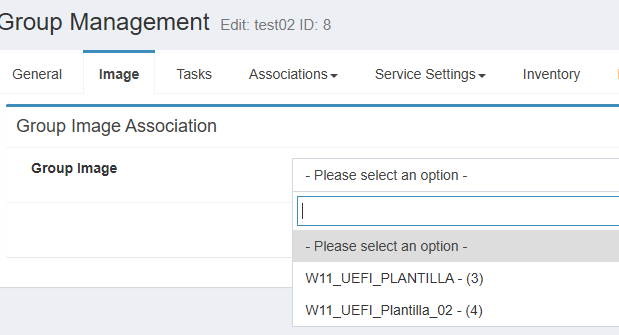 Group Management Edit: test02 ID: 8
General Image Tasks Associations Service Settings Inventory
Group Image Association
Group Image
- Please select an option -
- Please select an option -
W11_UEFI_PLANTILLA - (3)
W11_UEFI_Plantilla_02 - (4)